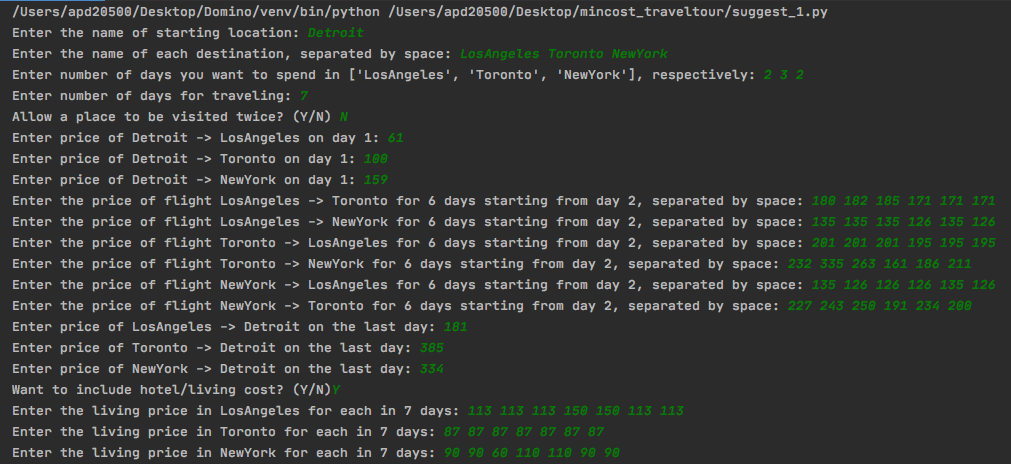 /Users/apd20500/Desktop/Domino/venv/bin/python /Users/apd20500/Desktop/mincost_traveltour/suggest_1.py
Enter the name of starting location: Detroit
Enter the name of each destination, separated by space: LosAngeles Toronto NewYork
Enter number of days you want to spend in ['LosAngeles', 'Toronto', 'NewYork'], respectively: 2 3 2
Enter number of days for traveling: 7
Allow a place to be visited twice? (Y/N) N
Enter price of Detroit -> LosAngeles on day 1: 61
Enter price of Detroit -> Toronto on day 1: 100
Enter price of Detroit -> NewYork on day 1: 159
Enter the price of flight LosAngeles -> Toronto for 6 days starting from day 2, separated by space: 100 102 105 171 171 171
Enter the price of flight LosAngeles -> NewYork for 6 days starting from day 2, separated by space: 135 135 135 126 135 126
Enter the price of flight Toronto -> LosAngeles for 6 days starting from day 2, separated by space: 201 201 201 195 195 195
Enter the price of flight Toronto -> NewYork for 6 days starting from day 2, separated by space: 232 335 263 161 186 211
Enter the price of flight NewYork -> LosAngeles for 6 days starting from day 2, separated by space: 135 126 126 126 135 126
Enter the price of flight NewYork -> Toronto for 6 days starting from day 2, separated by space: 227 243 250 191 234 200
Enter price of LosAngeles -> Detroit on the last day: 101
Enter price of Toronto -> Detroit on the last day: 385
Enter price of NewYork -> Detroit on the last day: 334
Want to include hotel/living cost? (Y/N)Y
Enter the living price in LosAngeles for each in 7 days: 113 113 113 150 150 113 113
Enter the living price in Toronto for each in 7 days: 87 87 87 87 87 87 87
Enter the living price in NewYork for each in 7 days: 90 90 60 110 110 90 90